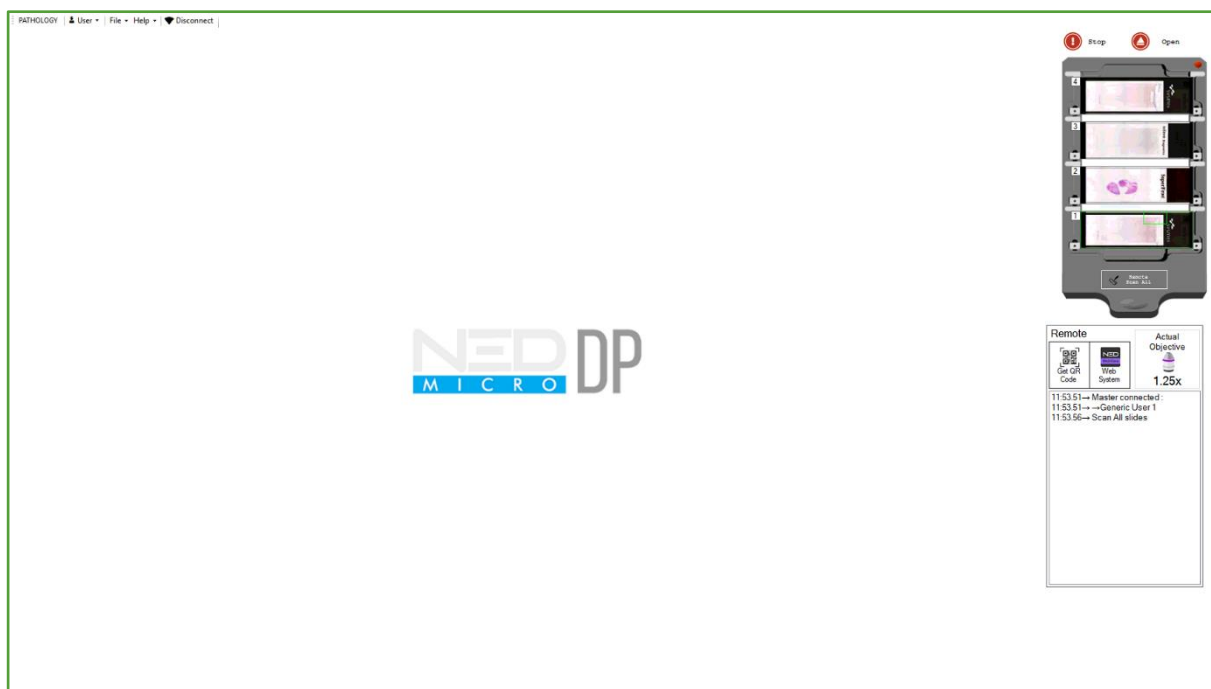 PATHOLOGY User File Help Disconnect
Stop Open
4
3
2
1
Remote
Scan All
NED DP
MICRO
Remote
Actual
Objective
Get QR
Code
NED
Web
System
1.25x
11:53.51→ Master connected :
11:53.51→ →Generic User 1
11:53.56→ Scan All slides